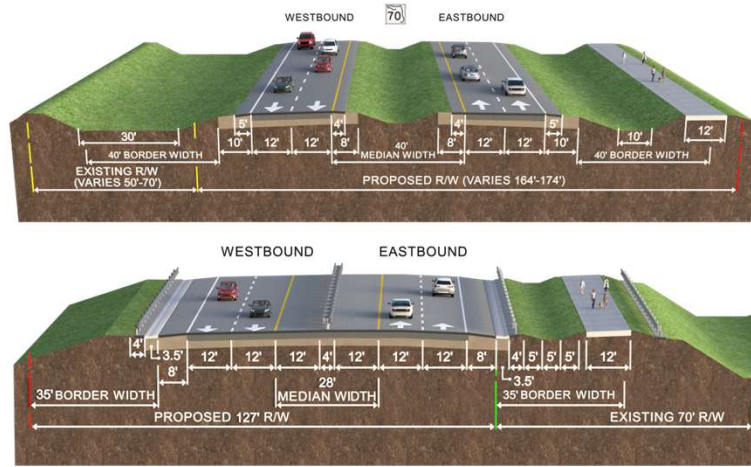 WESTBOUND 70 EASTBOUND
5' 4' 4' 5'
30' 10' 12' 12' 8' 40' 8' 12' 12' 10' 10' 12'
40' BORDER WIDTH MEDIAN WIDTH 40' BORDER WIDTH
EXISTING R/W
(VARIES 50'-70')
PROPOSED R/W (VARIES 164'-174')
WESTBOUND EASTBOUND
4' 3.5' 12' 12' 12' 4' 12' 12' 12' 8' 4' 5' 5' 5' 12'
8' 3.5'
35' BORDER WIDTH 28' 35' BORDER WIDTH
MEDIAN WIDTH
PROPOSED 127' R/W EXISTING 70' R/W